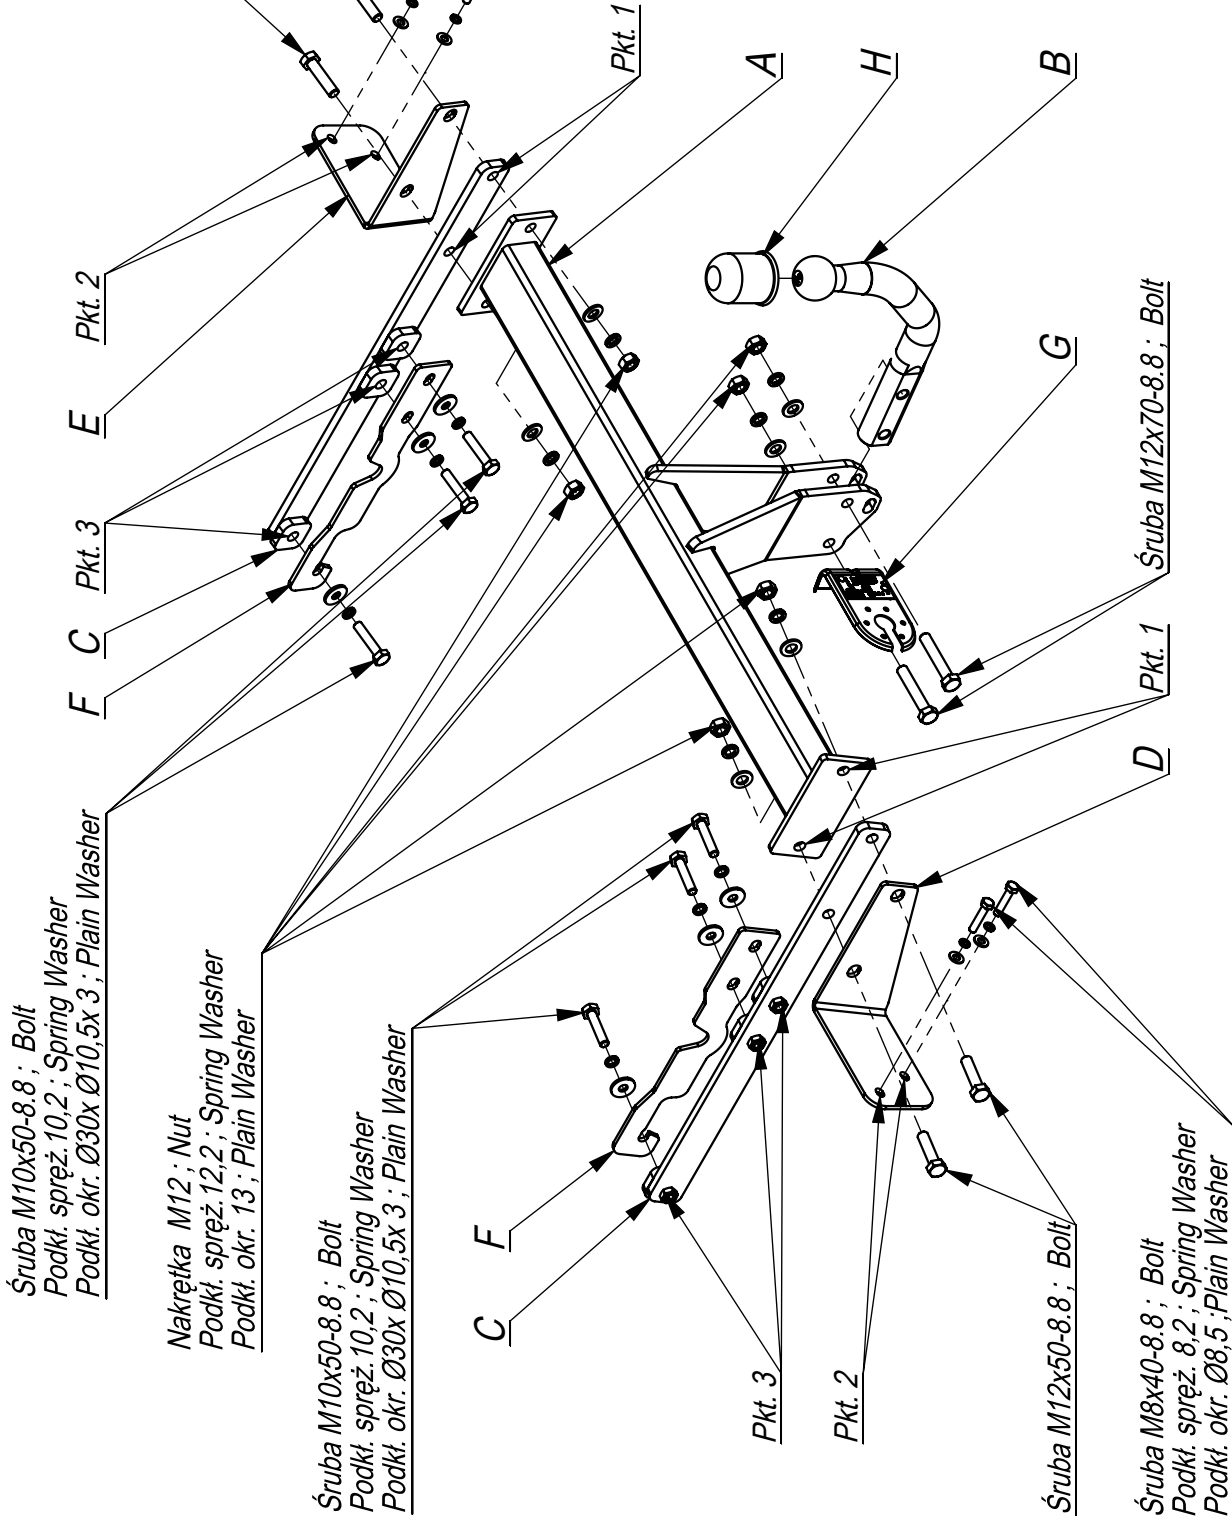 Śruba M10x50-8.8 ; Bolt
Podkł. spręż.10,2 ; Spring Washer
Podkł. okr. Ø30x Ø10,5x 3 ; Plain Washer
Nakrętka M12 ; Nut
Podkł. spręż.12,2 ; Spring Washer
Podkł. okr. 13 ; Plain Washer
Śruba M10x50-8.8 ; Bolt
Podkł. spręż.10,2 ; Spring Washer
Podkł. okr. Ø30x Ø10,5x 3 ; Plain Washer
F
C
Pkt. 3
E
Pkt. 2
Pkt. 1
A
H
B
G
Śruba M12x70-8.8 ; Bolt
Pkt. 1
D
C
F
Pkt. 3
Pkt. 2
Śruba M12x50-8.8 ; Bolt
Śruba M8x40-8.8 ; Bolt
Podkł. spręż. 8,2 ; Spring Washer
Podkł. okr. Ø8,5 ;Plain Washer